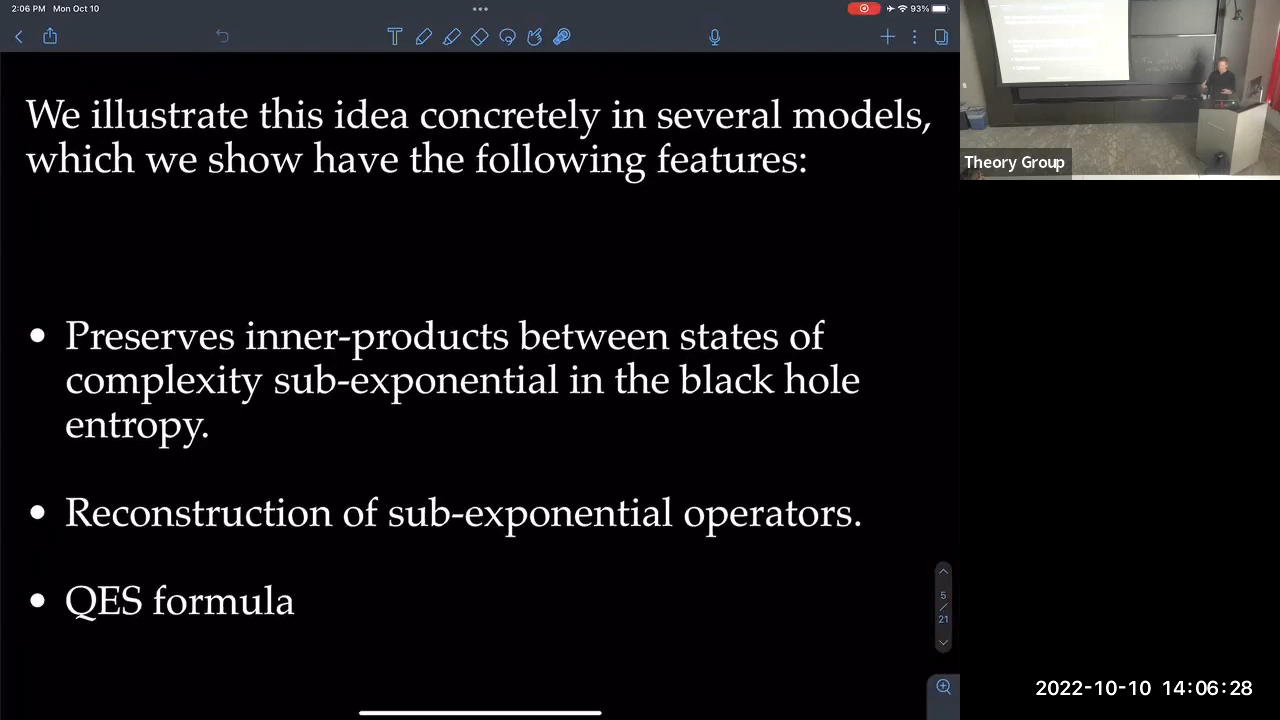 2:06 PM Mon Oct 10
93%
We illustrate this idea concretely in several models,
which we show have the following features:
• Preserves inner-products between states of
complexity sub-exponential in the black hole
entropy.
• Reconstruction of sub-exponential operators.
• QES formula
5
/
21
Theory Group
2022-10-10 14:06:28